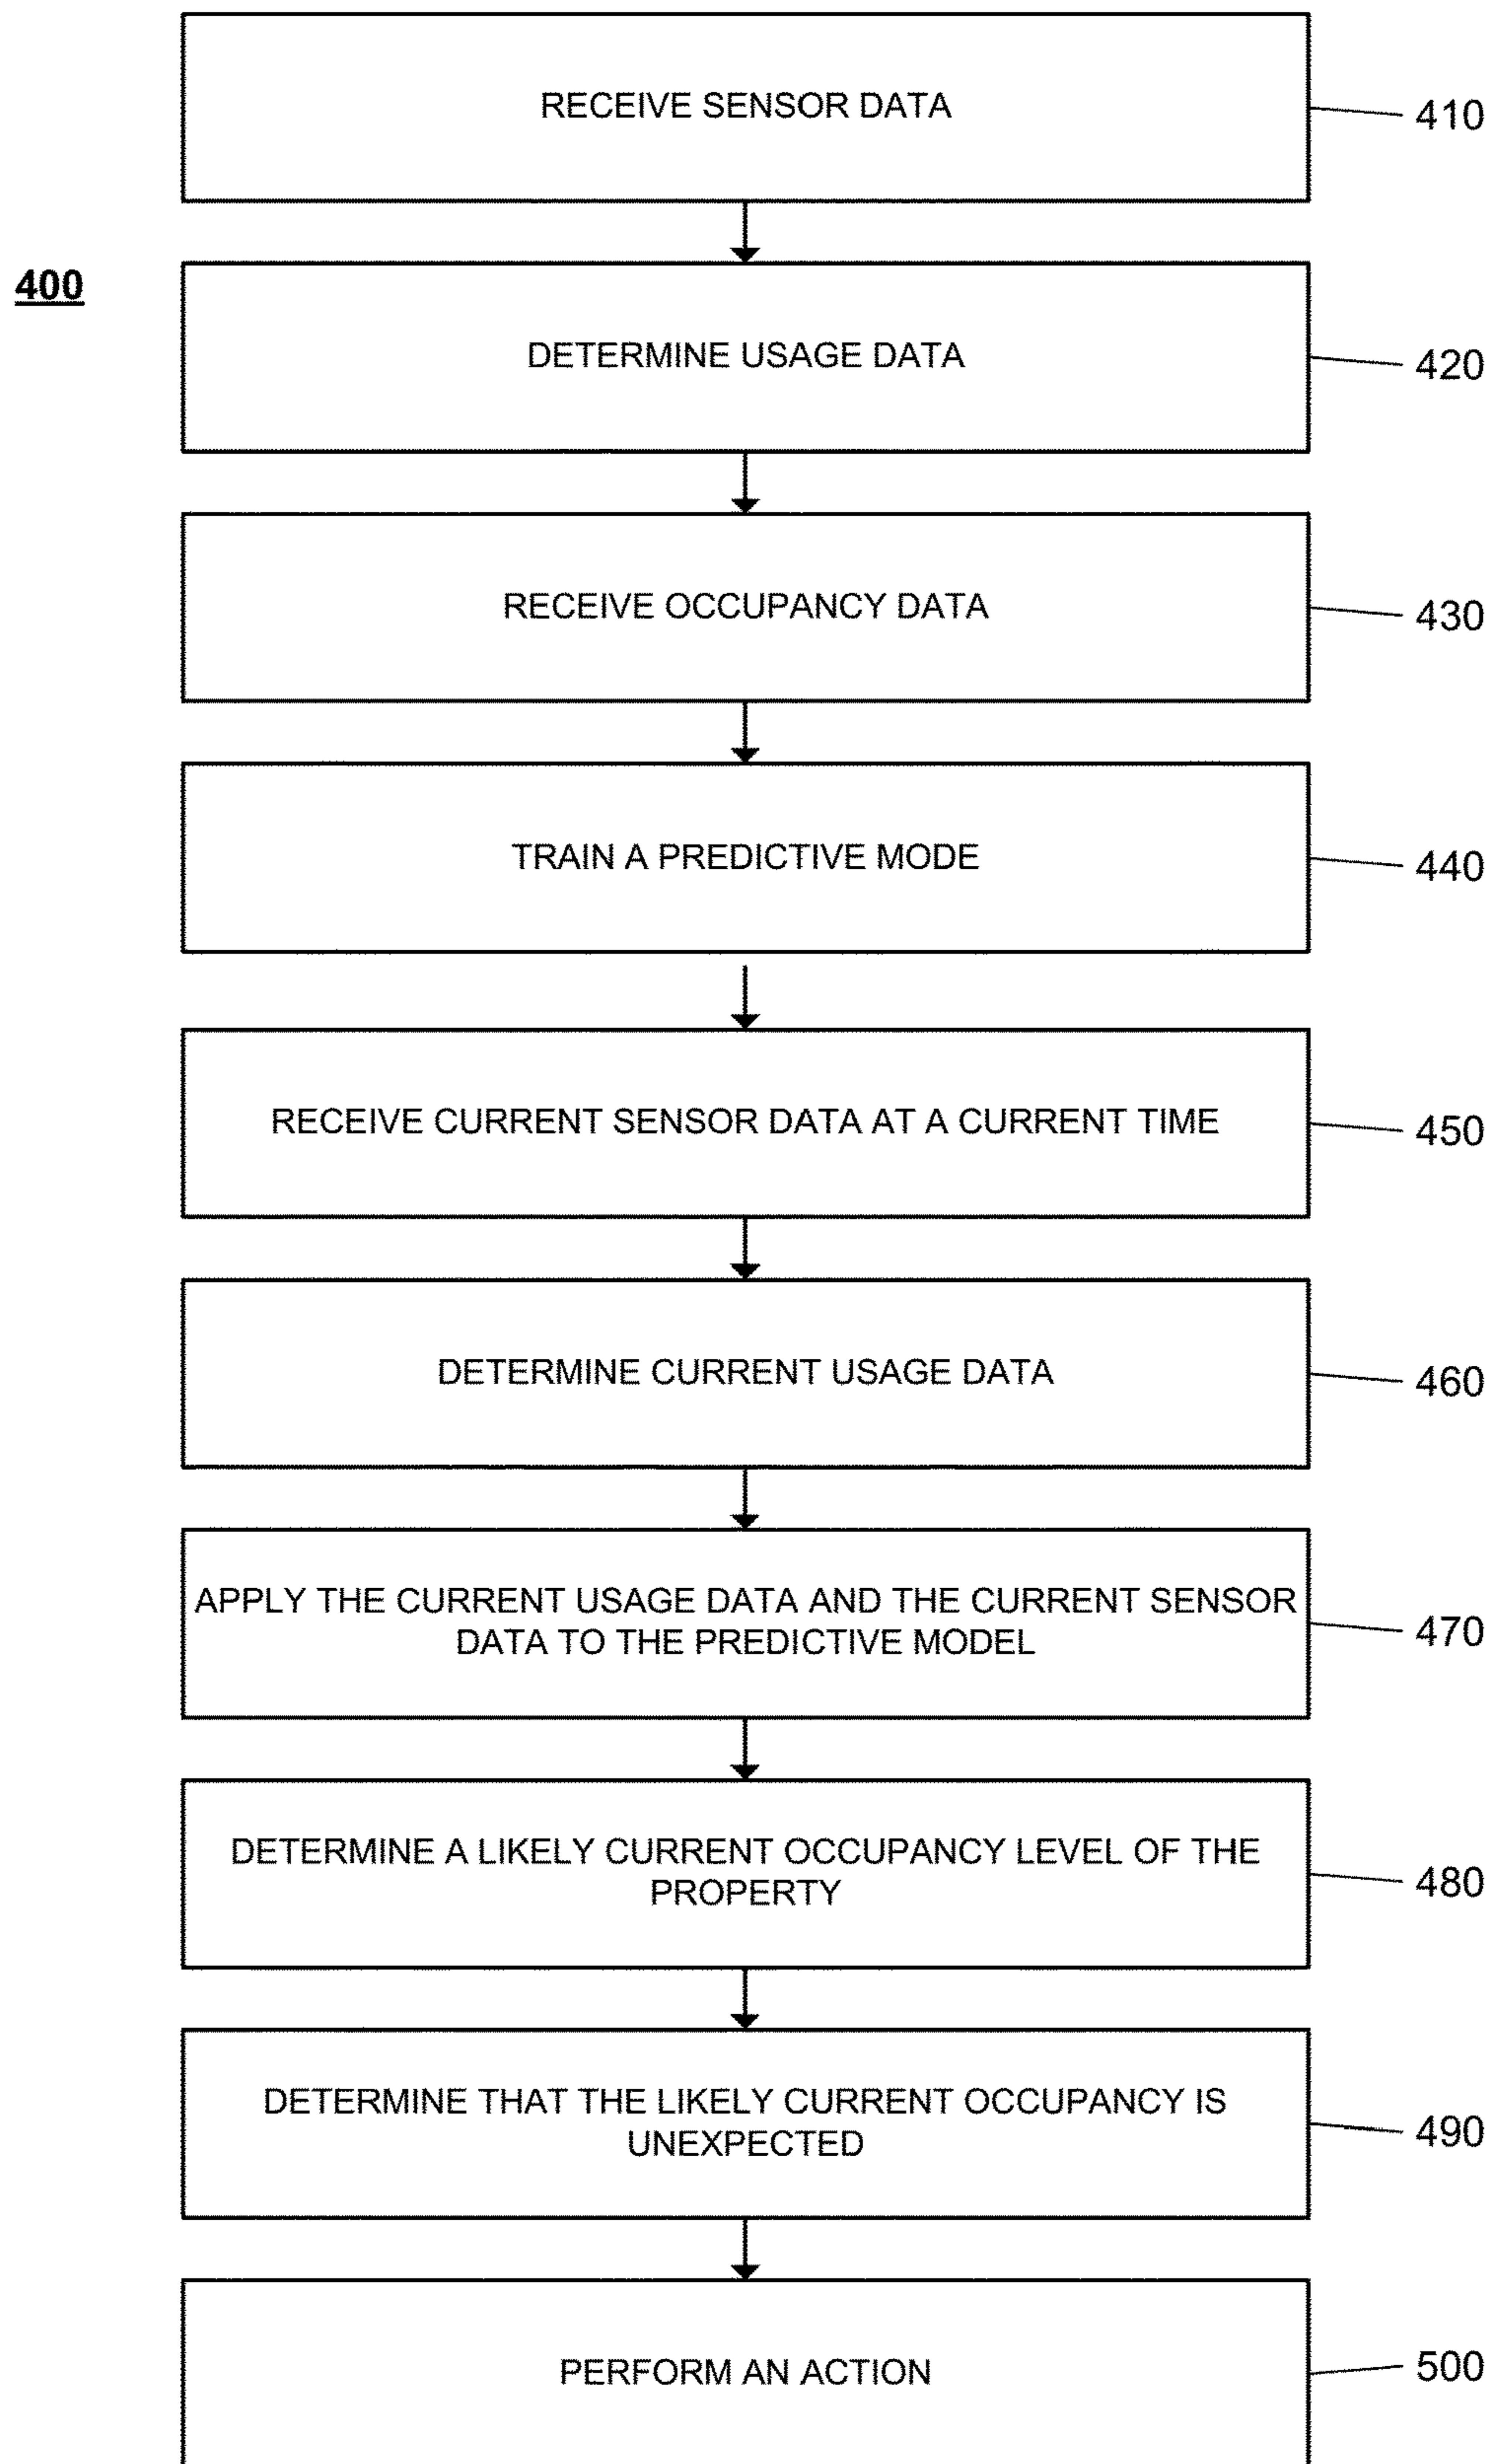 RECEIVE SENSOR DATA
410
400
DETERMINE USAGE DATA
420
RECEIVE OCCUPANCY DATA
430
TRAIN A PREDICTIVE MODE
440
RECEIVE CURRENT SENSOR DATA AT A CURRENT TIME
450
DETERMINE CURRENT USAGE DATA
460
APPLY THE CURRENT USAGE DATA AND THE CURRENT SENSOR
DATA TO THE PREDICTIVE MODEL
470
DETERMINE A LIKELY CURRENT OCCUPANCY LEVEL OF THE
PROPERTY
480
DETERMINE THAT THE LIKELY CURRENT OCCUPANCY IS
UNEXPECTED
490
PERFORM AN ACTION
500